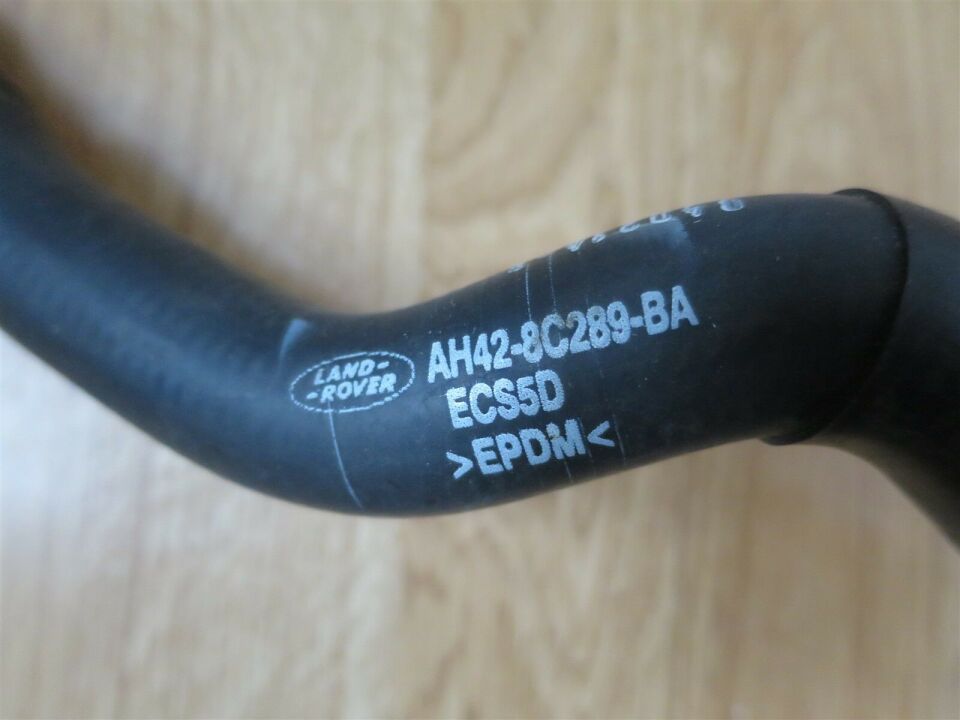 LAND-
-ROVER
AH42-8C289-BA
ECS5D
>EPDM<